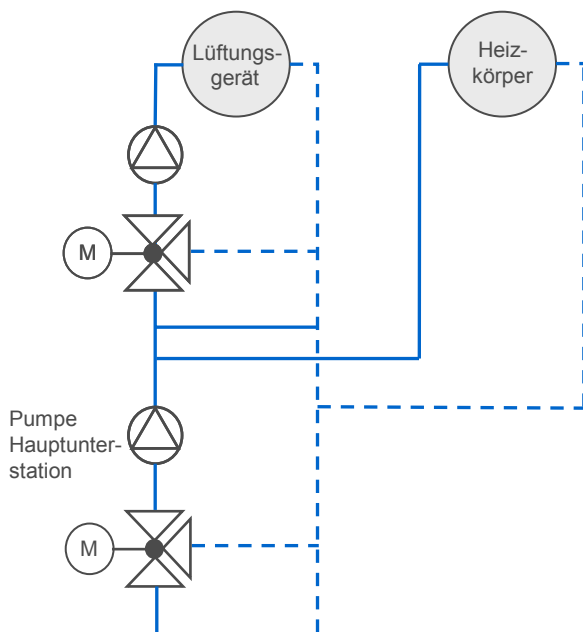 Lüftungs-
gerät
Heiz-
körper
M
Pumpe
Hauptunter-
station
M